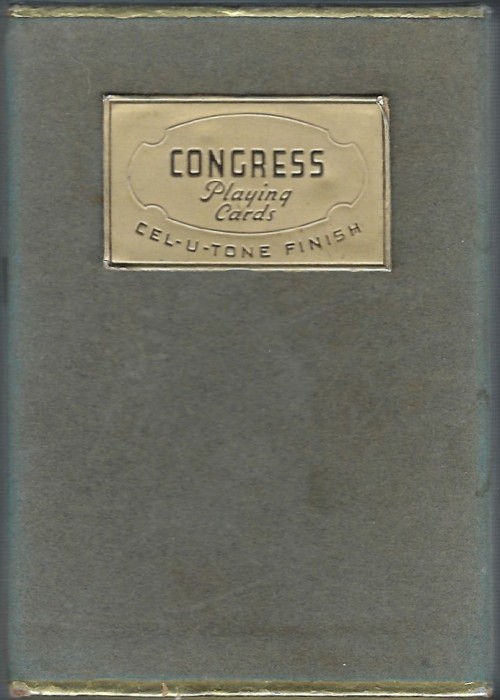 CONGRESS
Playing
Cards
CEL-U-TONE FINISH